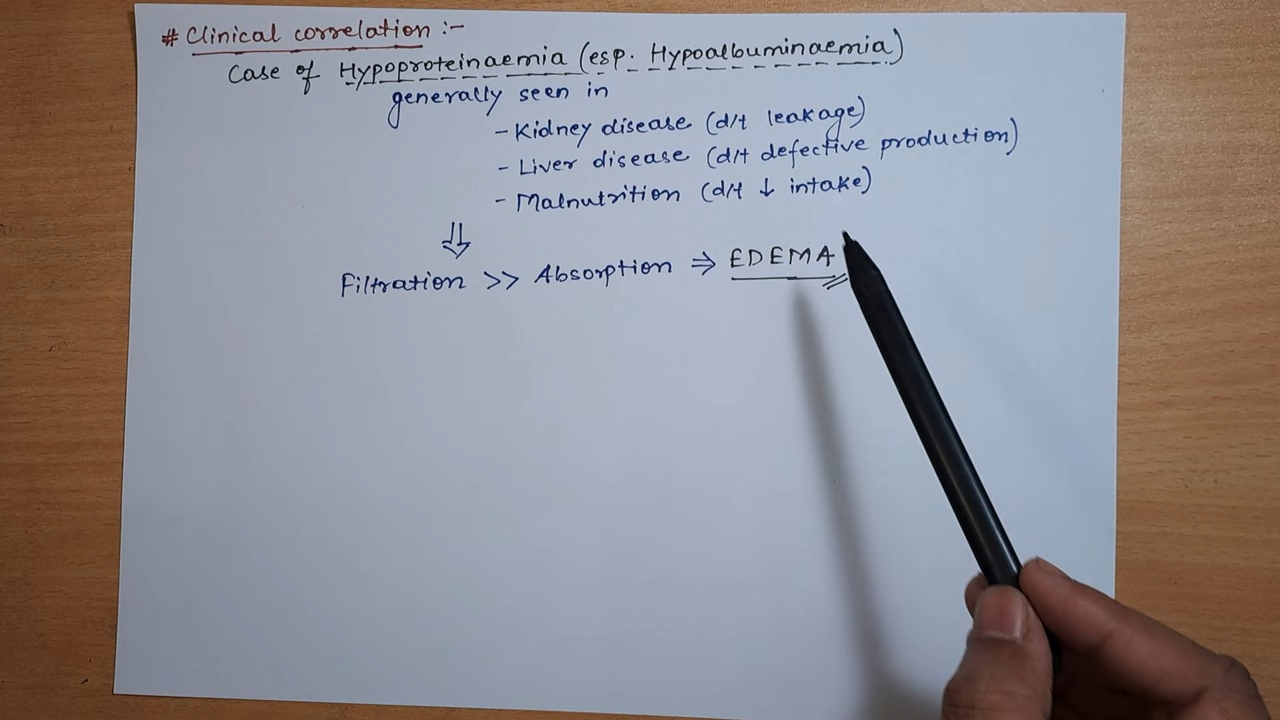 # Clinical correlation :-
Case of Hypoproteinaemia (esp. Hypoalbuminaemia)
generally seen in
- Kidney disease (d/t leakage)
- Liver disease (d/t defective production)
- Malnutrition (d/t ↓ intake)
⇓
Filtration >> Absorption ⇒ EDEMA